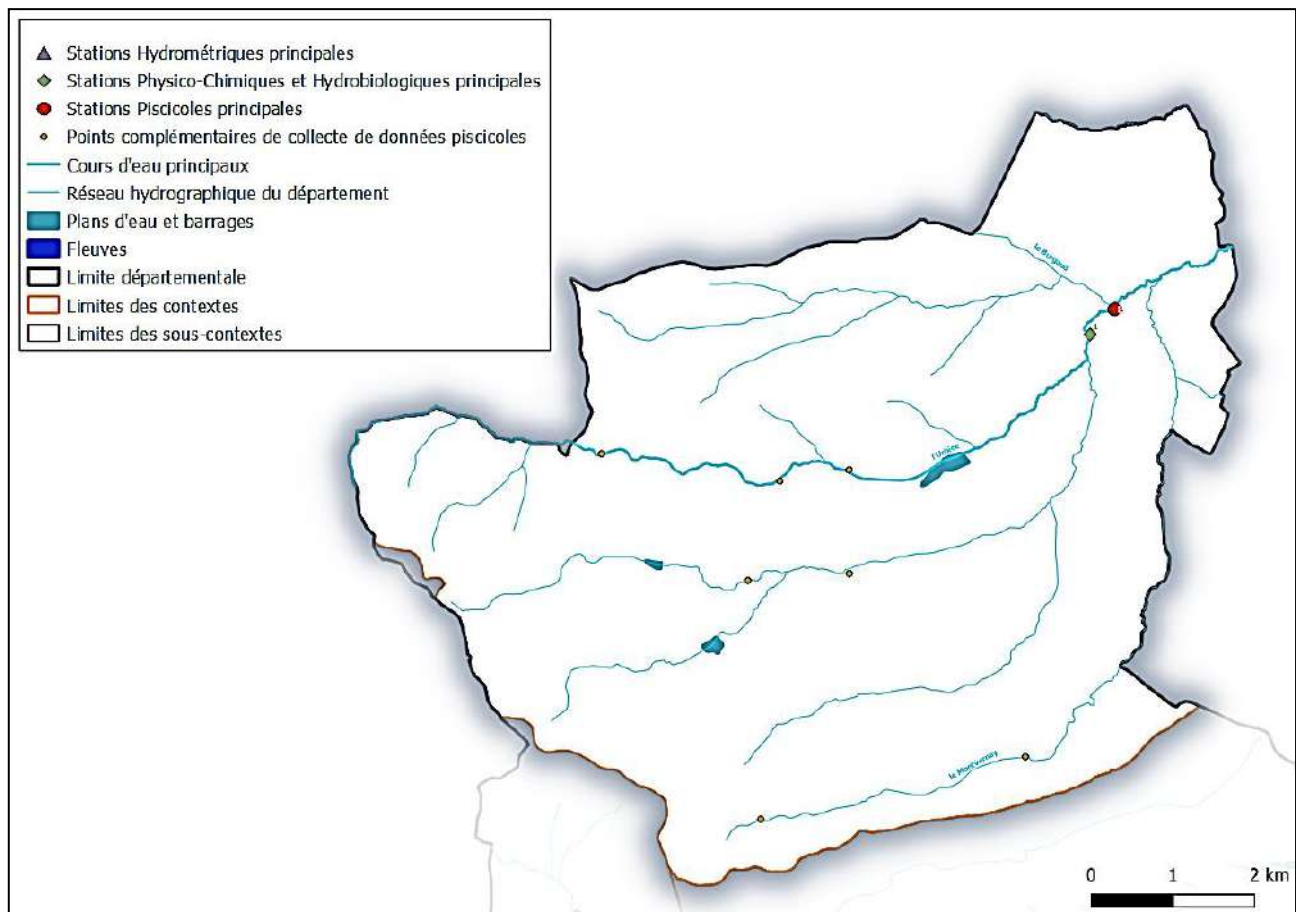 Stations Hydrométriques principales
Stations Physico-Chimiques et Hydrobiologiques principales
Stations Piscicoles principales
Points complémentaires de collecte de données piscicoles
Cours d'eau principaux
Réseau hydrographique du département
Plans d'eau et barrages
Fleuves
Limite départementale
Limites des contextes
Limites des sous-contextes
0 1 2 km